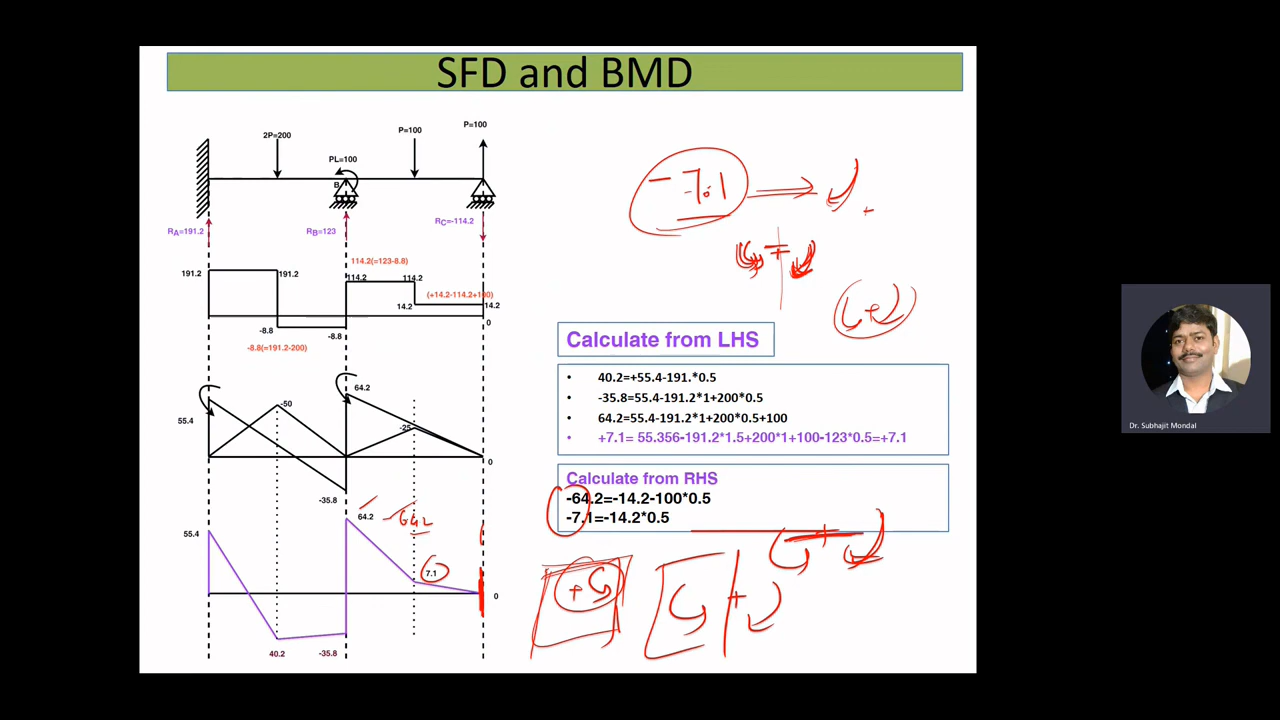 SFD and BMD
P=100
P=100
2P=200
PL=100
B
RA=191.2
RB=123
RC=-114.2
114.2(=123-8.8)
191.2
191.2
114.2
114.2
(+14.2-114.2+100)
14.2
14.2
0
-8.8
-8.8
-8.8(=191.2-200)
64.2
-50
55.4
-25
0
-35.8
64.2
-64.2
55.4
7.1
0
40.2
-35.8
-7.1
+
+
(+
Calculate from LHS
• 40.2=+55.4-191.*0.5
• -35.8=55.4-191.2*1+200*0.5
• 64.2=55.4-191.2*1+200*0.5+100
• +7.1= 55.356-191.2*1.5+200*1+100-123*0.5=+7.1
Calculate from RHS
-64.2=-14.2-100*0.5
-7.1=-14.2*0.5
+
+
+
Dr. Subhajit Mondal